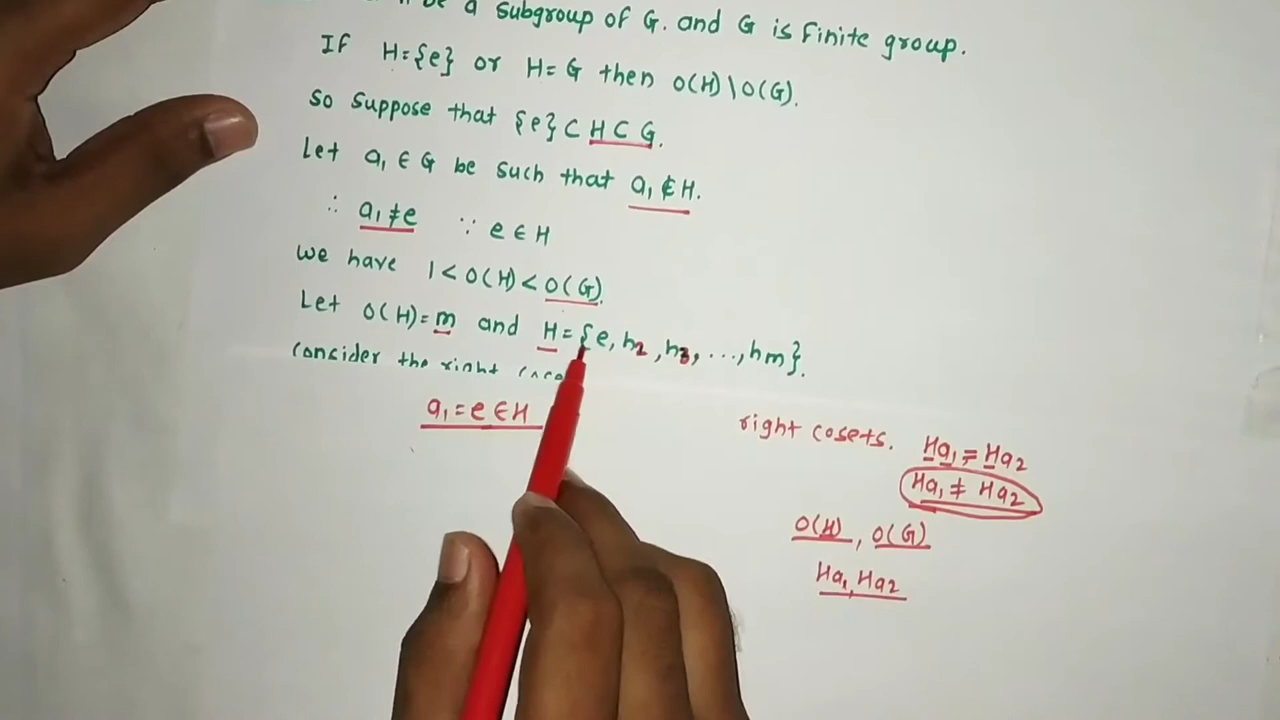 be a subgroup of G. and G is finite group.
If H={e} or H=G then O(H)\O(G).
So suppose that {e}⊂H⊂G.
Let a₁∈G be such that a₁∉H.
∴ a₁≠e ∵ e∈H
we have 1<O(H)<O(G).
Let O(H)=m and H={e,h2,h3,...,hm}.
Consider the right
a₁=e∈H
right cosets. Ha₁ = Ha2
Ha₁ ≠ Ha2
O(H), O(G)
Ha₁, Ha2